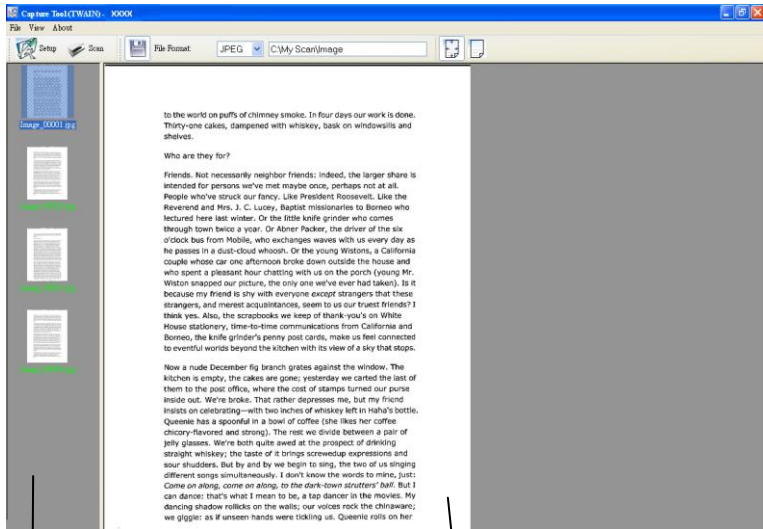 Capture Tool(TWAIN) - XXXX
File View About
Setup Scan File Format: JPEG C:\My Scan\Image
Image_00001.jpg
to the world on puffs of chimney smoke. In four days our work is done.
Thirty-one cakes, dampened with whiskey, bask on windowsills and
shelves.
Who are they for?
Friends. Not necessarily neighbor friends: indeed, the larger share is
intended for persons we've met maybe once, perhaps not at all.
People who've struck our fancy. Like President Roosevelt. Like the
Reverend and Mrs. J. C. Lucey, Baptist missionaries to Borneo who
lectured here last winter. Or the little knife grinder who comes
through town twice a year. Or Abner Packer, the driver of the six
o'clock bus from Mobile, who exchanges waves with us every day as
he passes in a dust-cloud whoosh. Or the young Wistons, a California
couple whose car one afternoon broke down outside the house and
who spent a pleasant hour chatting with us on the porch (young Mr.
Wiston snapped our picture, the only one we've ever had taken). Is it
because my friend is shy with everyone except strangers that these
strangers, and merest acquaintances, seem to us our truest friends? I
think yes. Also, the scrapbooks we keep of thank-you's on White
House stationery, time-to-time communications from California and
Borneo, the knife grinder's penny post cards, make us feel connected
to eventful worlds beyond the kitchen with its view of a sky that stops.
Now a nude December fig branch grates against the window. The
kitchen is empty, the cakes are gone; yesterday we carted the last of
them to the post office, where the cost of stamps turned our purse
inside out. We're broke. That rather depresses me, but my friend
insists on celebrating—with two inches of whiskey left in Haha's bottle.
Queenie has a spoonful in a bowl of coffee (she likes her coffee
chicory-flavored and strong). The rest we divide between a pair of
jelly glasses. We're both quite awed at the prospect of drinking
straight whiskey; the taste of it brings screwedup expressions and
sour shudders. But by and by we begin to sing, the two of us singing
different songs simultaneously. I don't know the words to mine, just:
Come on along, come on along, to the dark-town strutters' ball. But I
can dance: that's what I mean to be, a tap dancer in the movies. My
dancing shadow rollicks on the walls; our voices rock the chinaware;
we giggle: as if unseen hands were tickling us. Queenie rolls on her